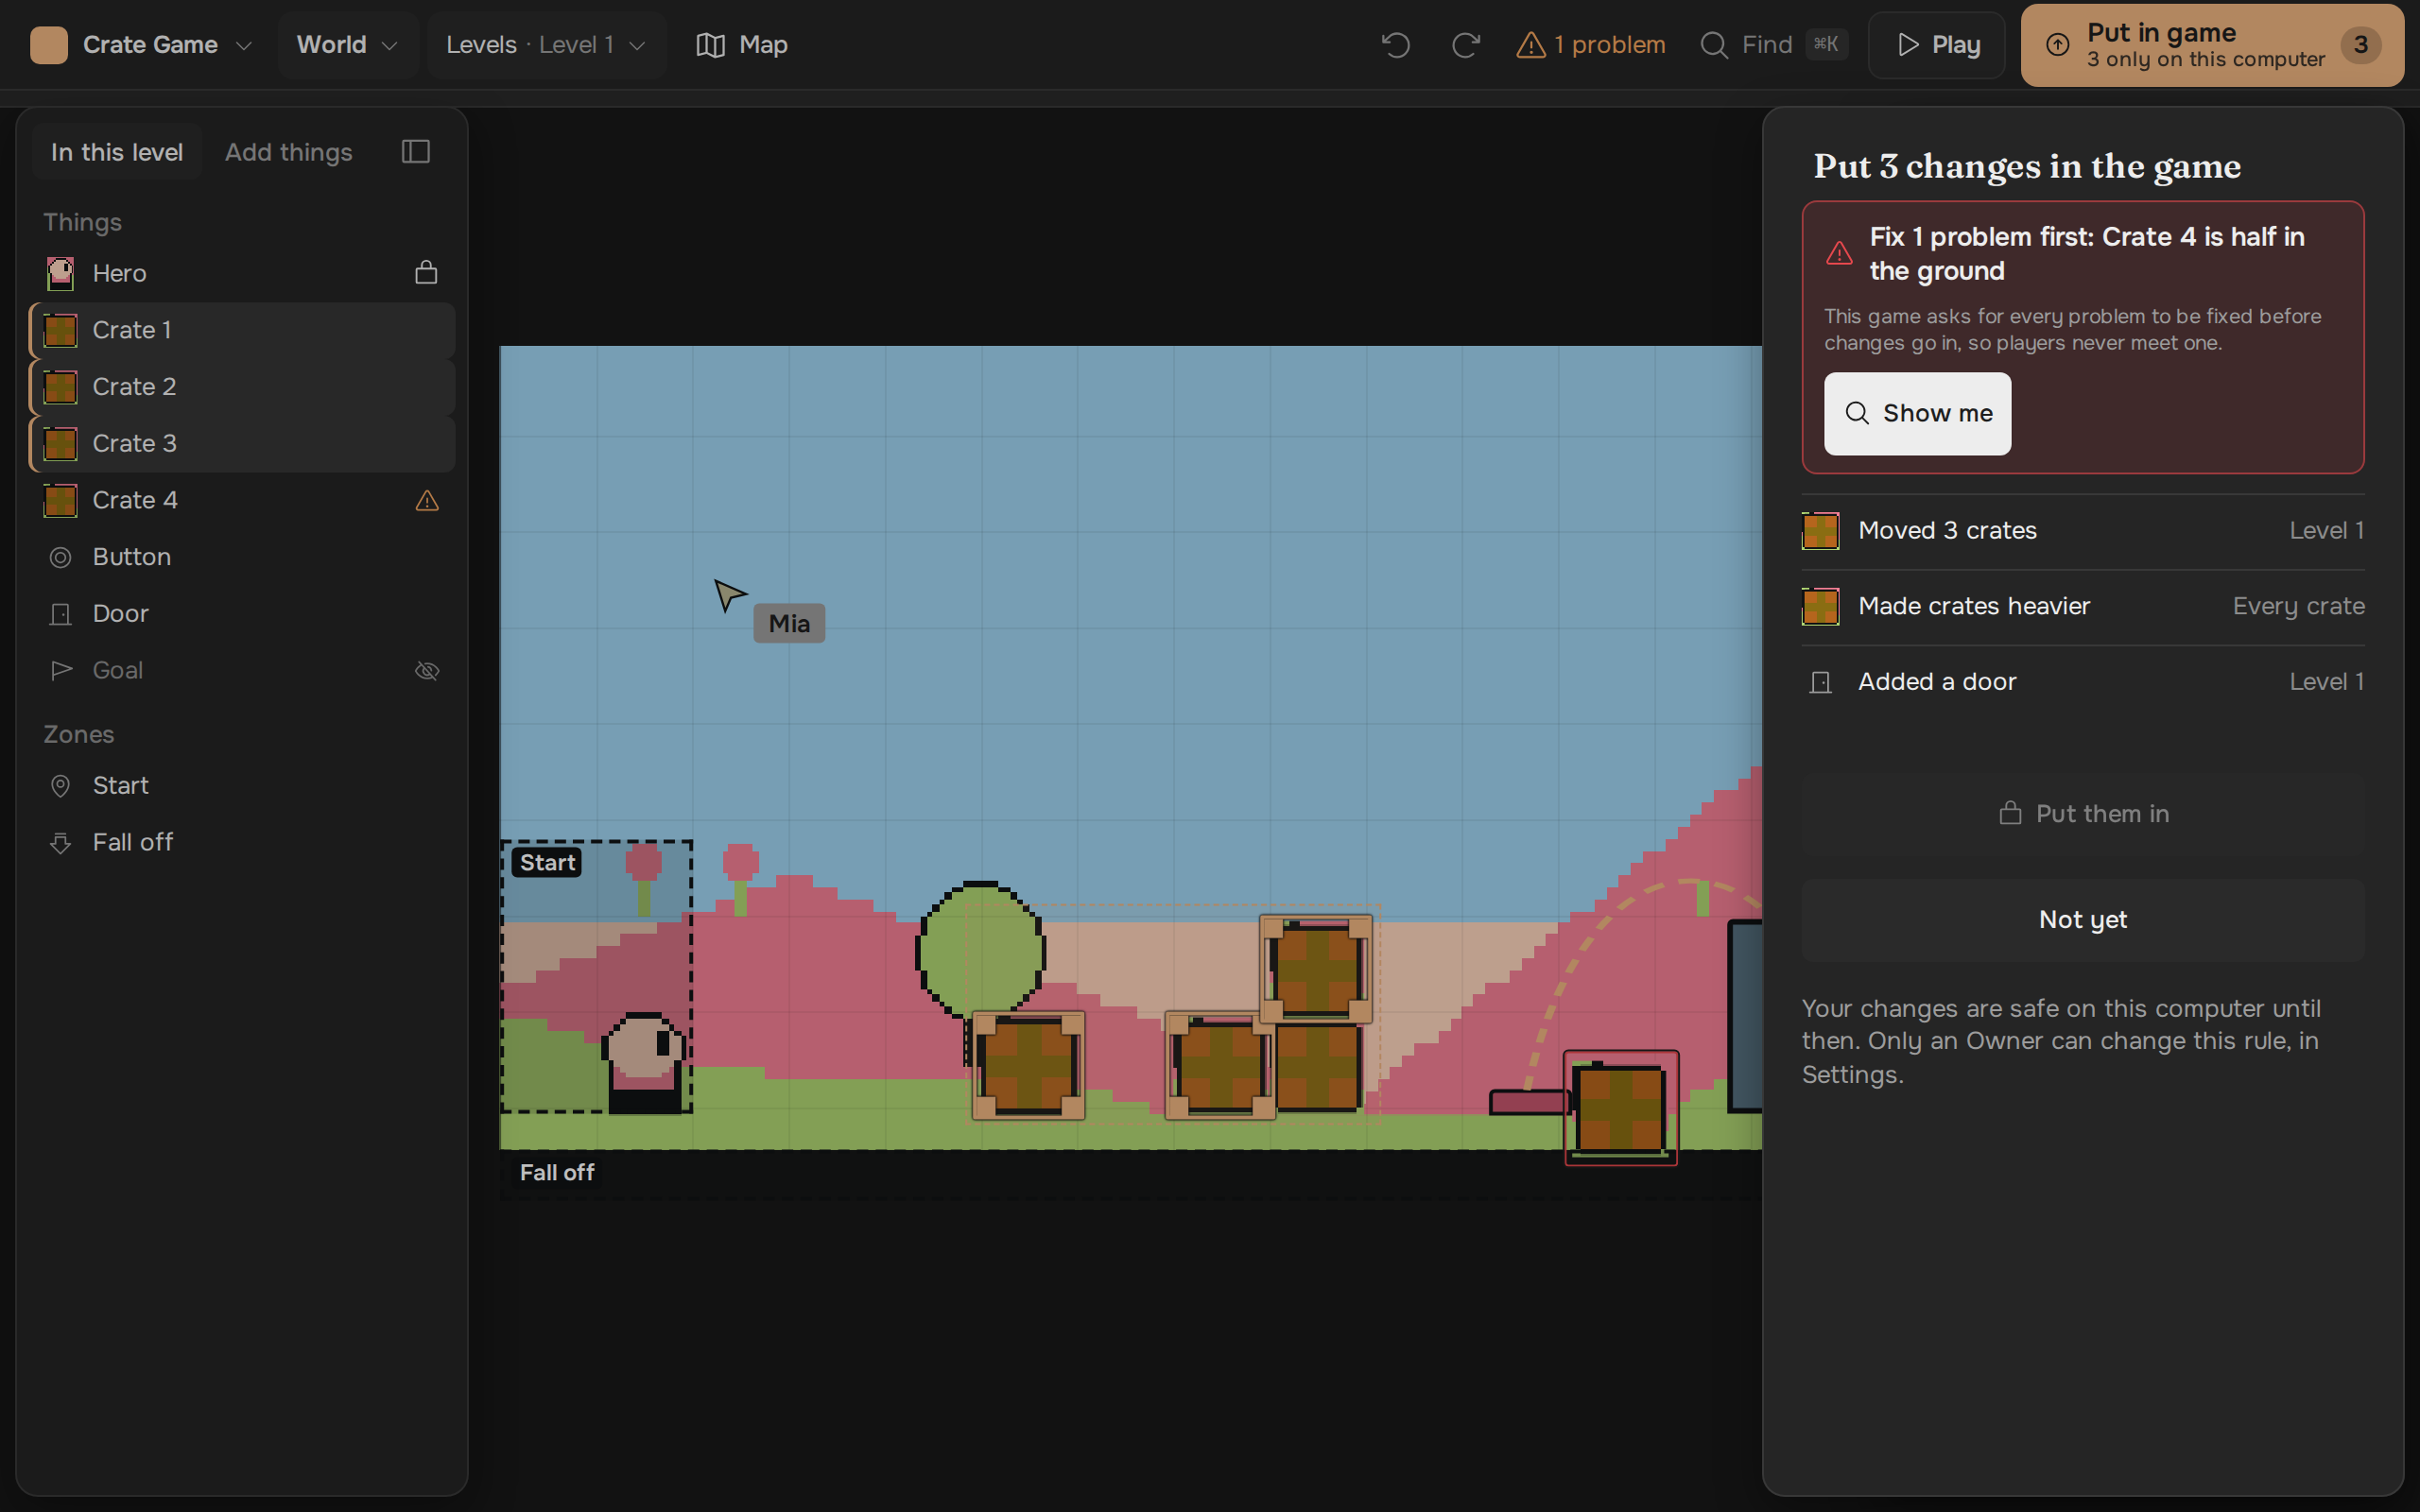 Crate Game
World
Levels · Level 1
Map
1 problem
Find ⌘K
Play
Put in game
3 only on this computer
3
In this level
Add things
Things
Hero
Crate 1
Crate 2
Crate 3
Crate 4
Button
Door
Goal
Zones
Start
Fall off
Mia
Start
Fall off
Put 3 changes in the game
Fix 1 problem first: Crate 4 is half in
the ground
This game asks for every problem to be fixed before
changes go in, so players never meet one.
Show me
Moved 3 crates
Level 1
Made crates heavier
Every crate
Added a door
Level 1
Put them in
Not yet
Your changes are safe on this computer until
then. Only an Owner can change this rule, in
Settings.